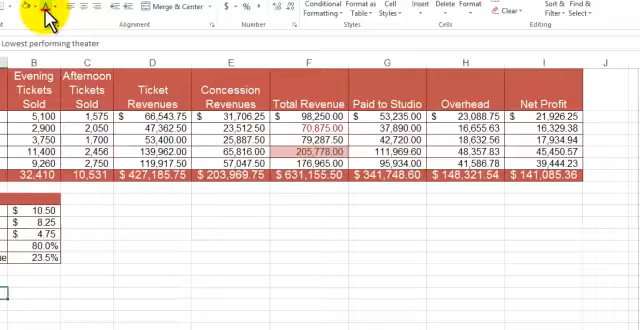 Merge & Center $ % , Conditional Format as Cell Insert Delete Format Clear Sort & Find &
Formatting Table Styles Filter Select
Alignment Number Styles Cells Editing
Lowest performing theater
B C D E F G H I J
Evening Afternoon
Tickets Tickets Ticket Concession
Sold Sold Revenues Revenues Total Revenue Paid to Studio Overhead Net Profit
5,100 1,575 $ 66,543.75 $ 31,706.25 $ 98,250.00 $ 53,235.00 $ 23,088.75 $ 21,926.25
2,900 2,050 47,362.50 23,512.50 70,875.00 37,890.00 16,655.63 16,329.38
3,750 1,700 53,400.00 25,887.50 79,287.50 42,720.00 18,632.56 17,934.94
11,400 2,456 139,962.00 65,816.00 205,778.00 111,969.60 48,357.83 45,450.57
9,260 2,750 119,917.50 57,047.50 176,965.00 95,934.00 41,586.78 39,444.23
32,410 10,531 $ 427,185.75 $ 203,969.75 $ 631,155.50 $ 341,748.60 $ 148,321.54 $ 141,085.36
$ 10.50
$ 8.25
$ 4.75
80.0%
ue 23.5%